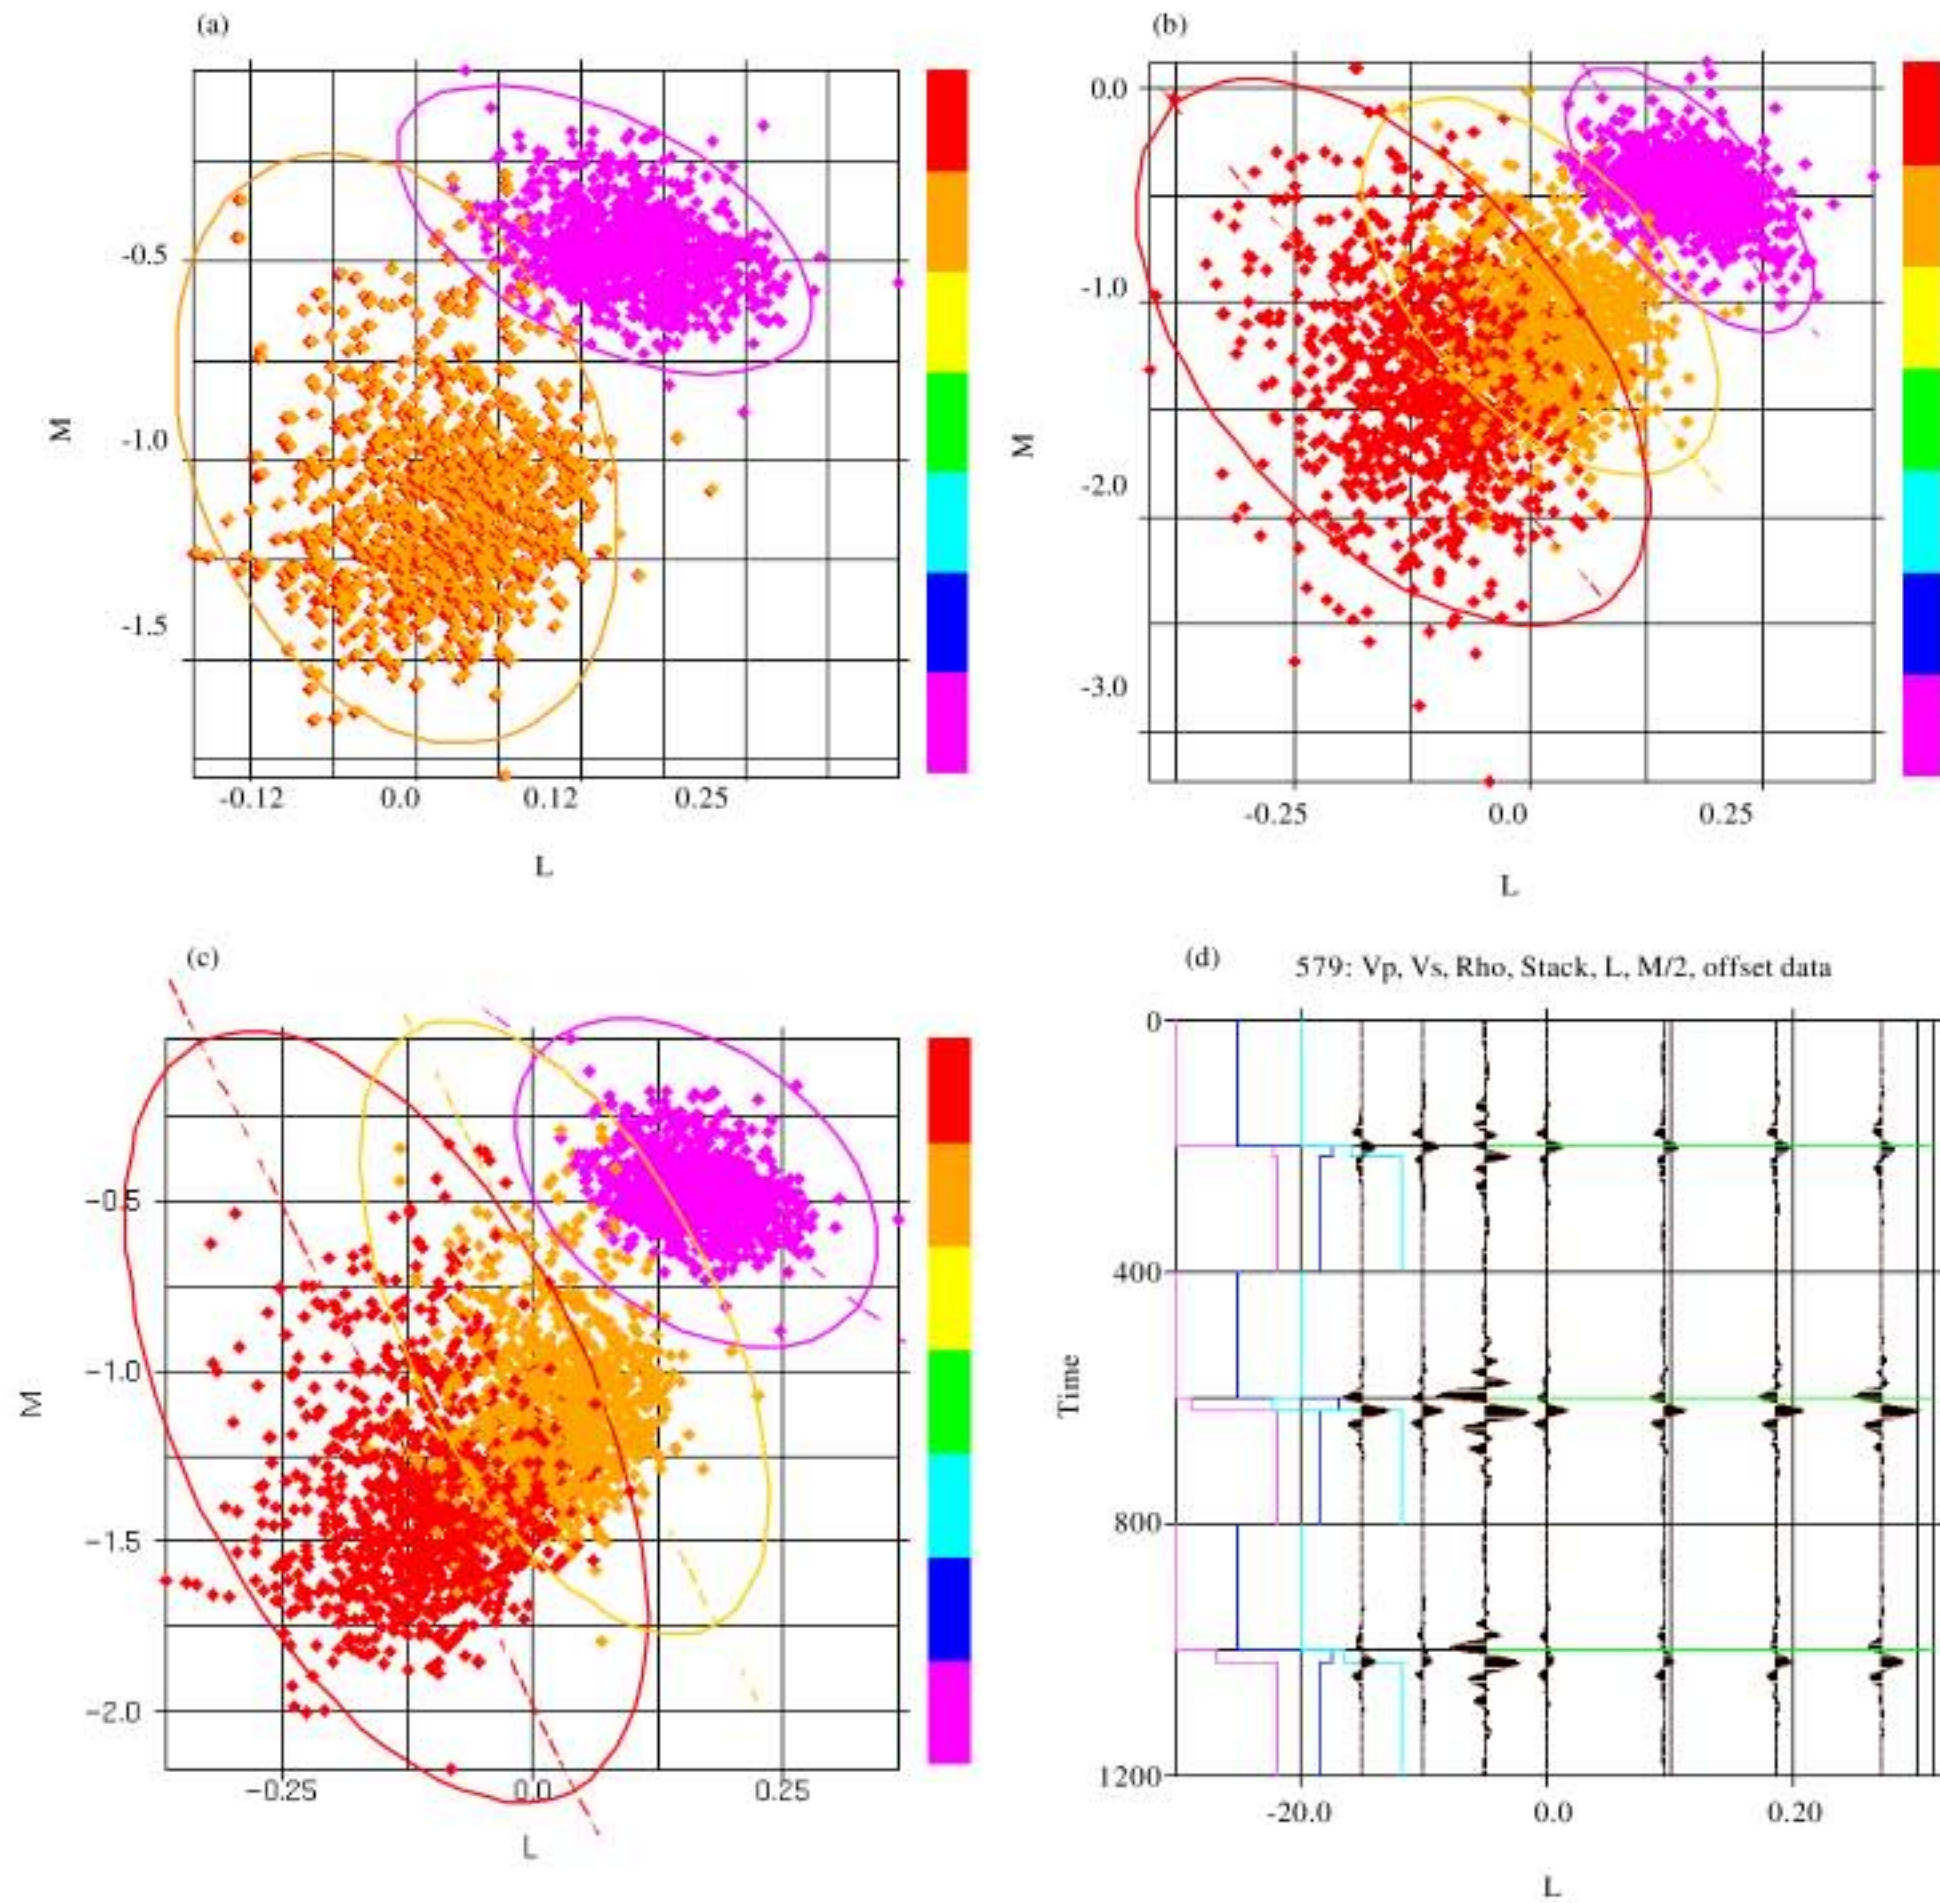 (a)
-0.5
-1.0
-1.5
M
-0.12 0.0 0.12 0.25
L
(b)
0.0
-1.0
-2.0
-3.0
M
-0.25 0.0 0.25
L
(c)
-0.5
-1.0
-1.5
-2.0
M
-0.25 0.0 0.25
L
(d)
579: Vp, Vs, Rho, Stack, L, M/2, offset data
0
400
800
1200
Time
-20.0 0.0 0.20
L